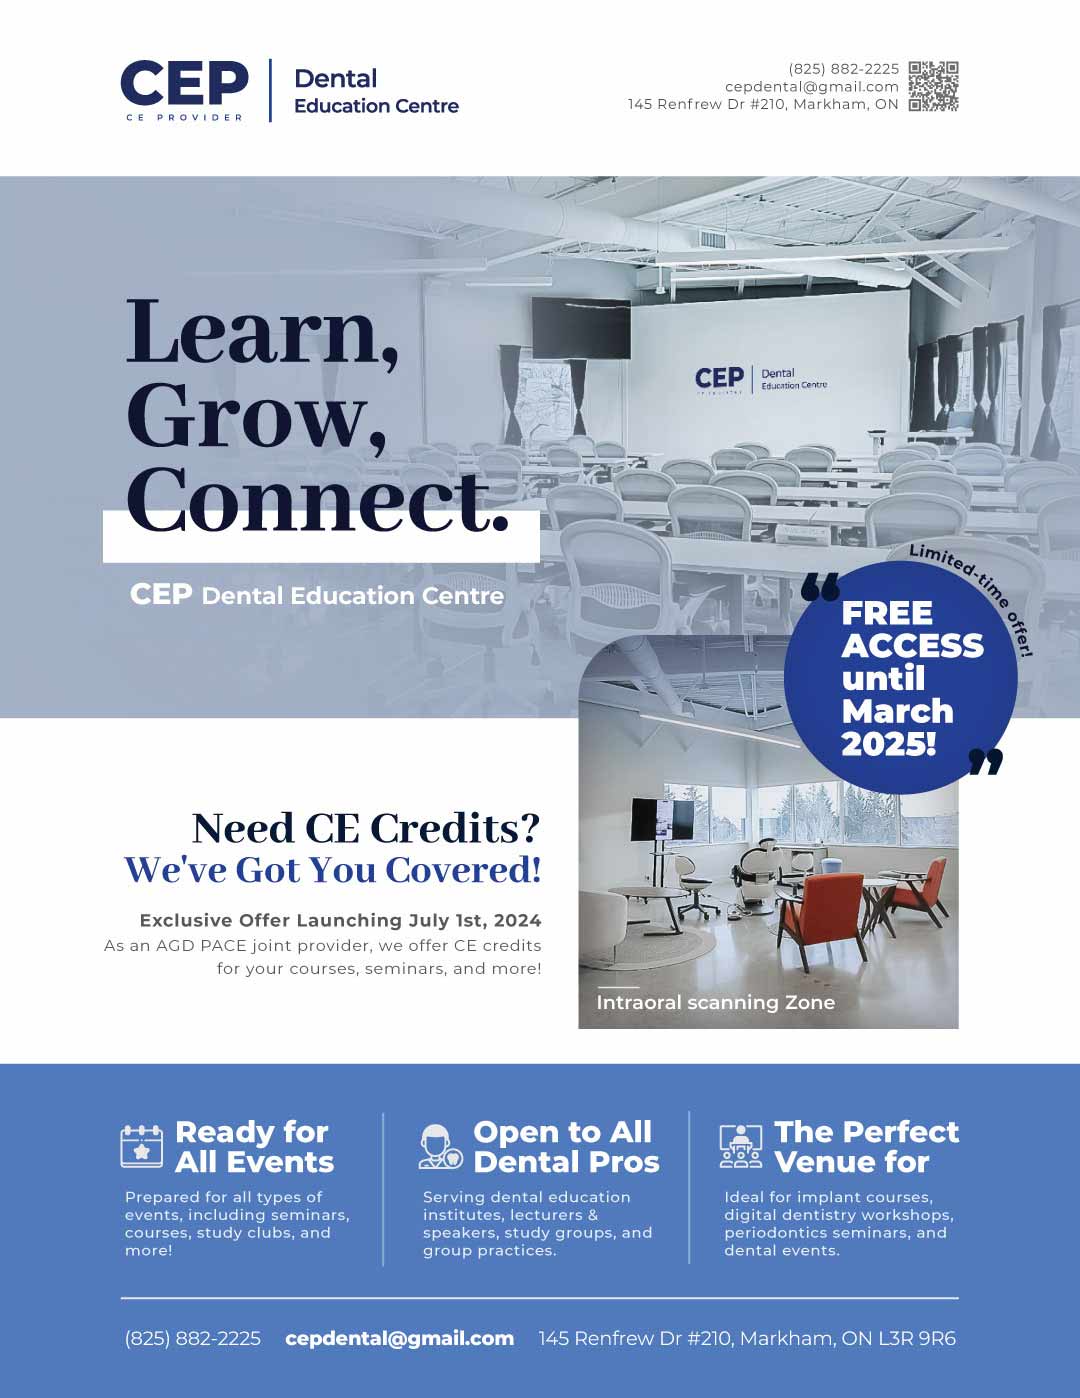 CEP
CE PROVIDER
Dental
Education Centre
(825) 882-2225
cepdental@gmail.com
145 Renfrew Dr #210, Markham, ON
Learn,
Grow,
Connect.
CEP Dental Education Centre
CEP
Dental
Education Centre
Limited-time offer!
“FREE
ACCESS
until
March
2025!”
Need CE Credits?
We've Got You Covered!
Exclusive Offer Launching July 1st, 2024
As an AGD PACE joint provider, we offer CE credits
for your courses, seminars, and more!
Intraoral scanning Zone
Ready for
All Events
Prepared for all types of
events, including seminars,
courses, study clubs, and
more!
Open to All
Dental Pros
Serving dental education
institutes, lecturers &
speakers, study groups, and
group practices.
The Perfect
Venue for
Ideal for implant courses,
digital dentistry workshops,
periodontics seminars, and
dental events.
(825) 882-2225 cepdental@gmail.com 145 Renfrew Dr #210, Markham, ON L3R 9R6